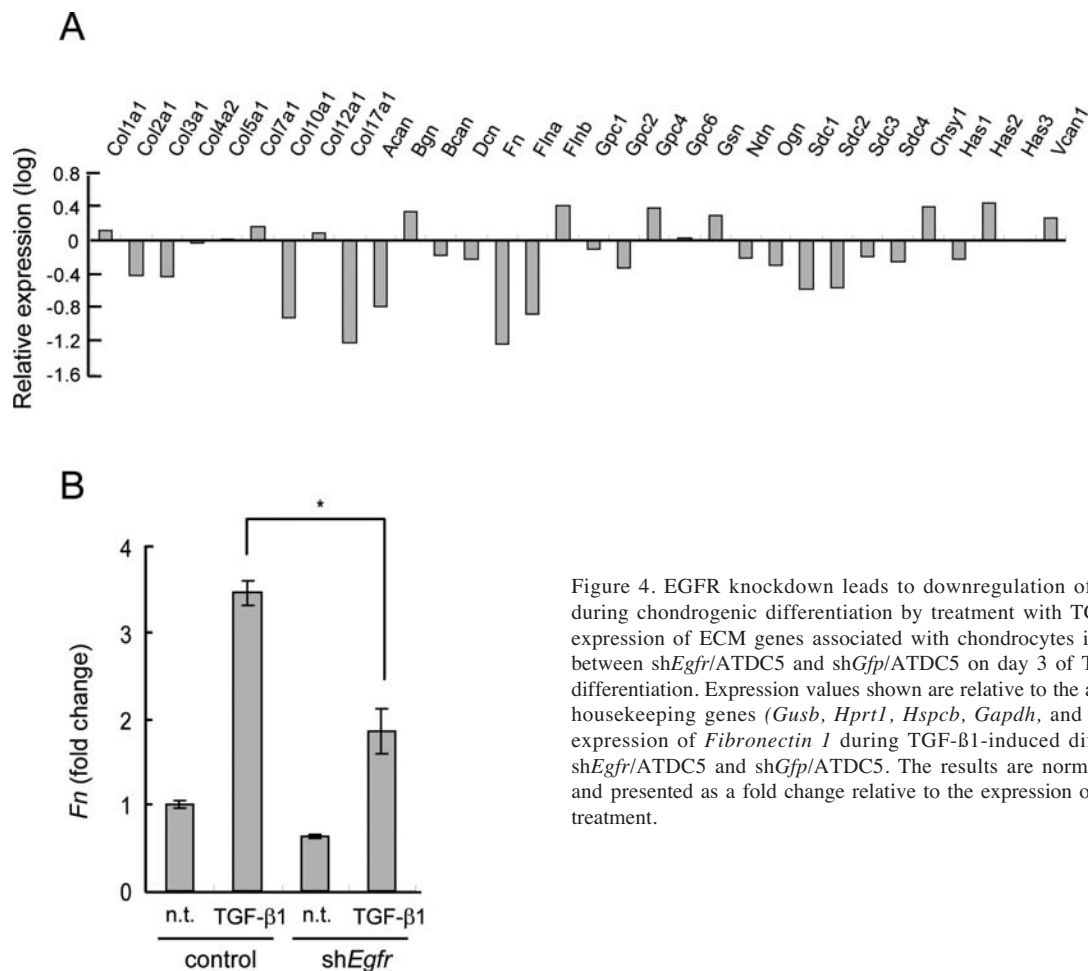 A
Col1a1 Col2a1 Col3a1 Col4a2 Col5a1 Col7a1 Col10a1 Col12a1 Col17a1 Acan Bgn Bcan Dcn Fn Flna Flnb Gpc1 Gpc2 Gpc4 Gpc6 Gsn Ndn Ogn Sdc1 Sdc2 Sdc3 Sdc4 Chsy1 Has1 Has2 Has3 Vcan1
Relative expression (log)
0.8
0.4
0
-0.4
-0.8
-1.2
-1.6
B
*
Fn (fold change)
4
3
2
1
0
n.t. TGF-β1 n.t. TGF-β1
control shEgfr
Figure 4. EGFR knockdown leads to downregulation of
during chondrogenic differentiation by treatment with TG
expression of ECM genes associated with chondrocytes i
between shEgfr/ATDC5 and shGfp/ATDC5 on day 3 of T
differentiation. Expression values shown are relative to the a
housekeeping genes (Gusb, Hprt1, Hspcb, Gapdh, and
expression of Fibronectin 1 during TGF-ß1-induced dif
shEgfr/ATDC5 and shGfp/ATDC5. The results are norm
and presented as a fold change relative to the expression o
treatment.